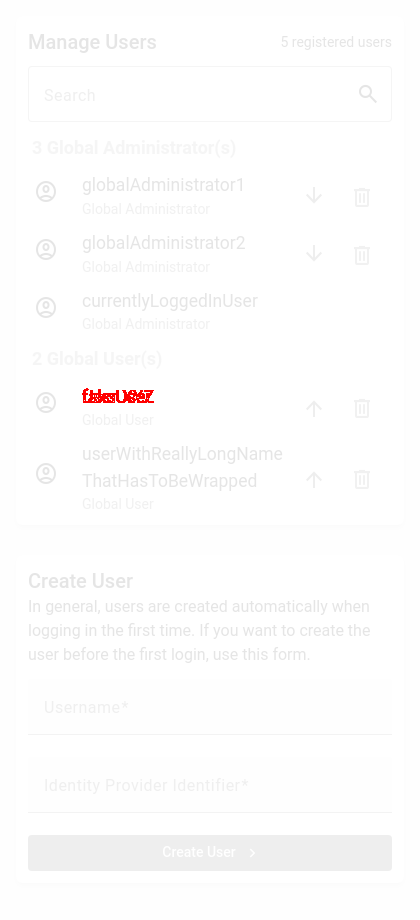 Manage Users
5 registered users
Search
3 Global Administrator(s)
globalAdministrator1
Global Administrator
globalAdministrator2
Global Administrator
currentlyLoggedInUser
Global Administrator
2 Global User(s)
Global User
userWithReallyLongName
ThatHasToBeWrapped
Global User
Create User
In general, users are created automatically when
logging in the first time. If you want to create the
user before the first login, use this form.
Username*
Identity Provider Identifier*
Create User